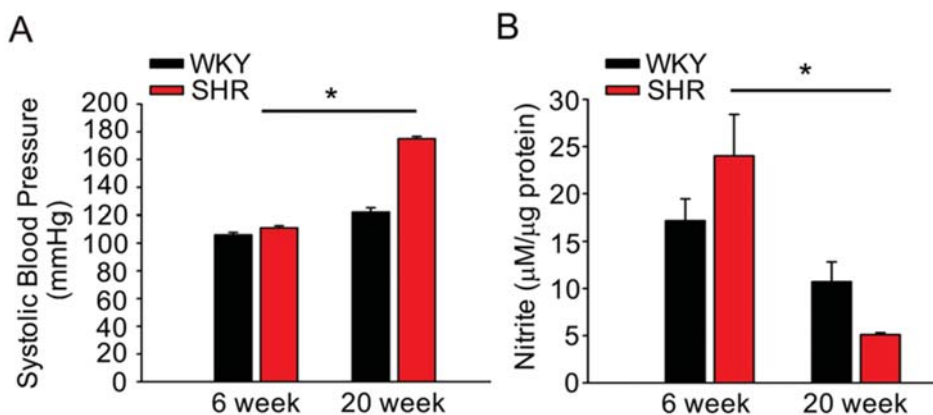 A
WKY
SHR
*
Systolic Blood Pressure
(mmHg)
200
180
160
140
120
100
80
60
40
20
0
6 week
20 week
B
WKY
SHR
*
Nitrite (μM/μg protein)
30
25
20
15
10
5
0
6 week
20 week